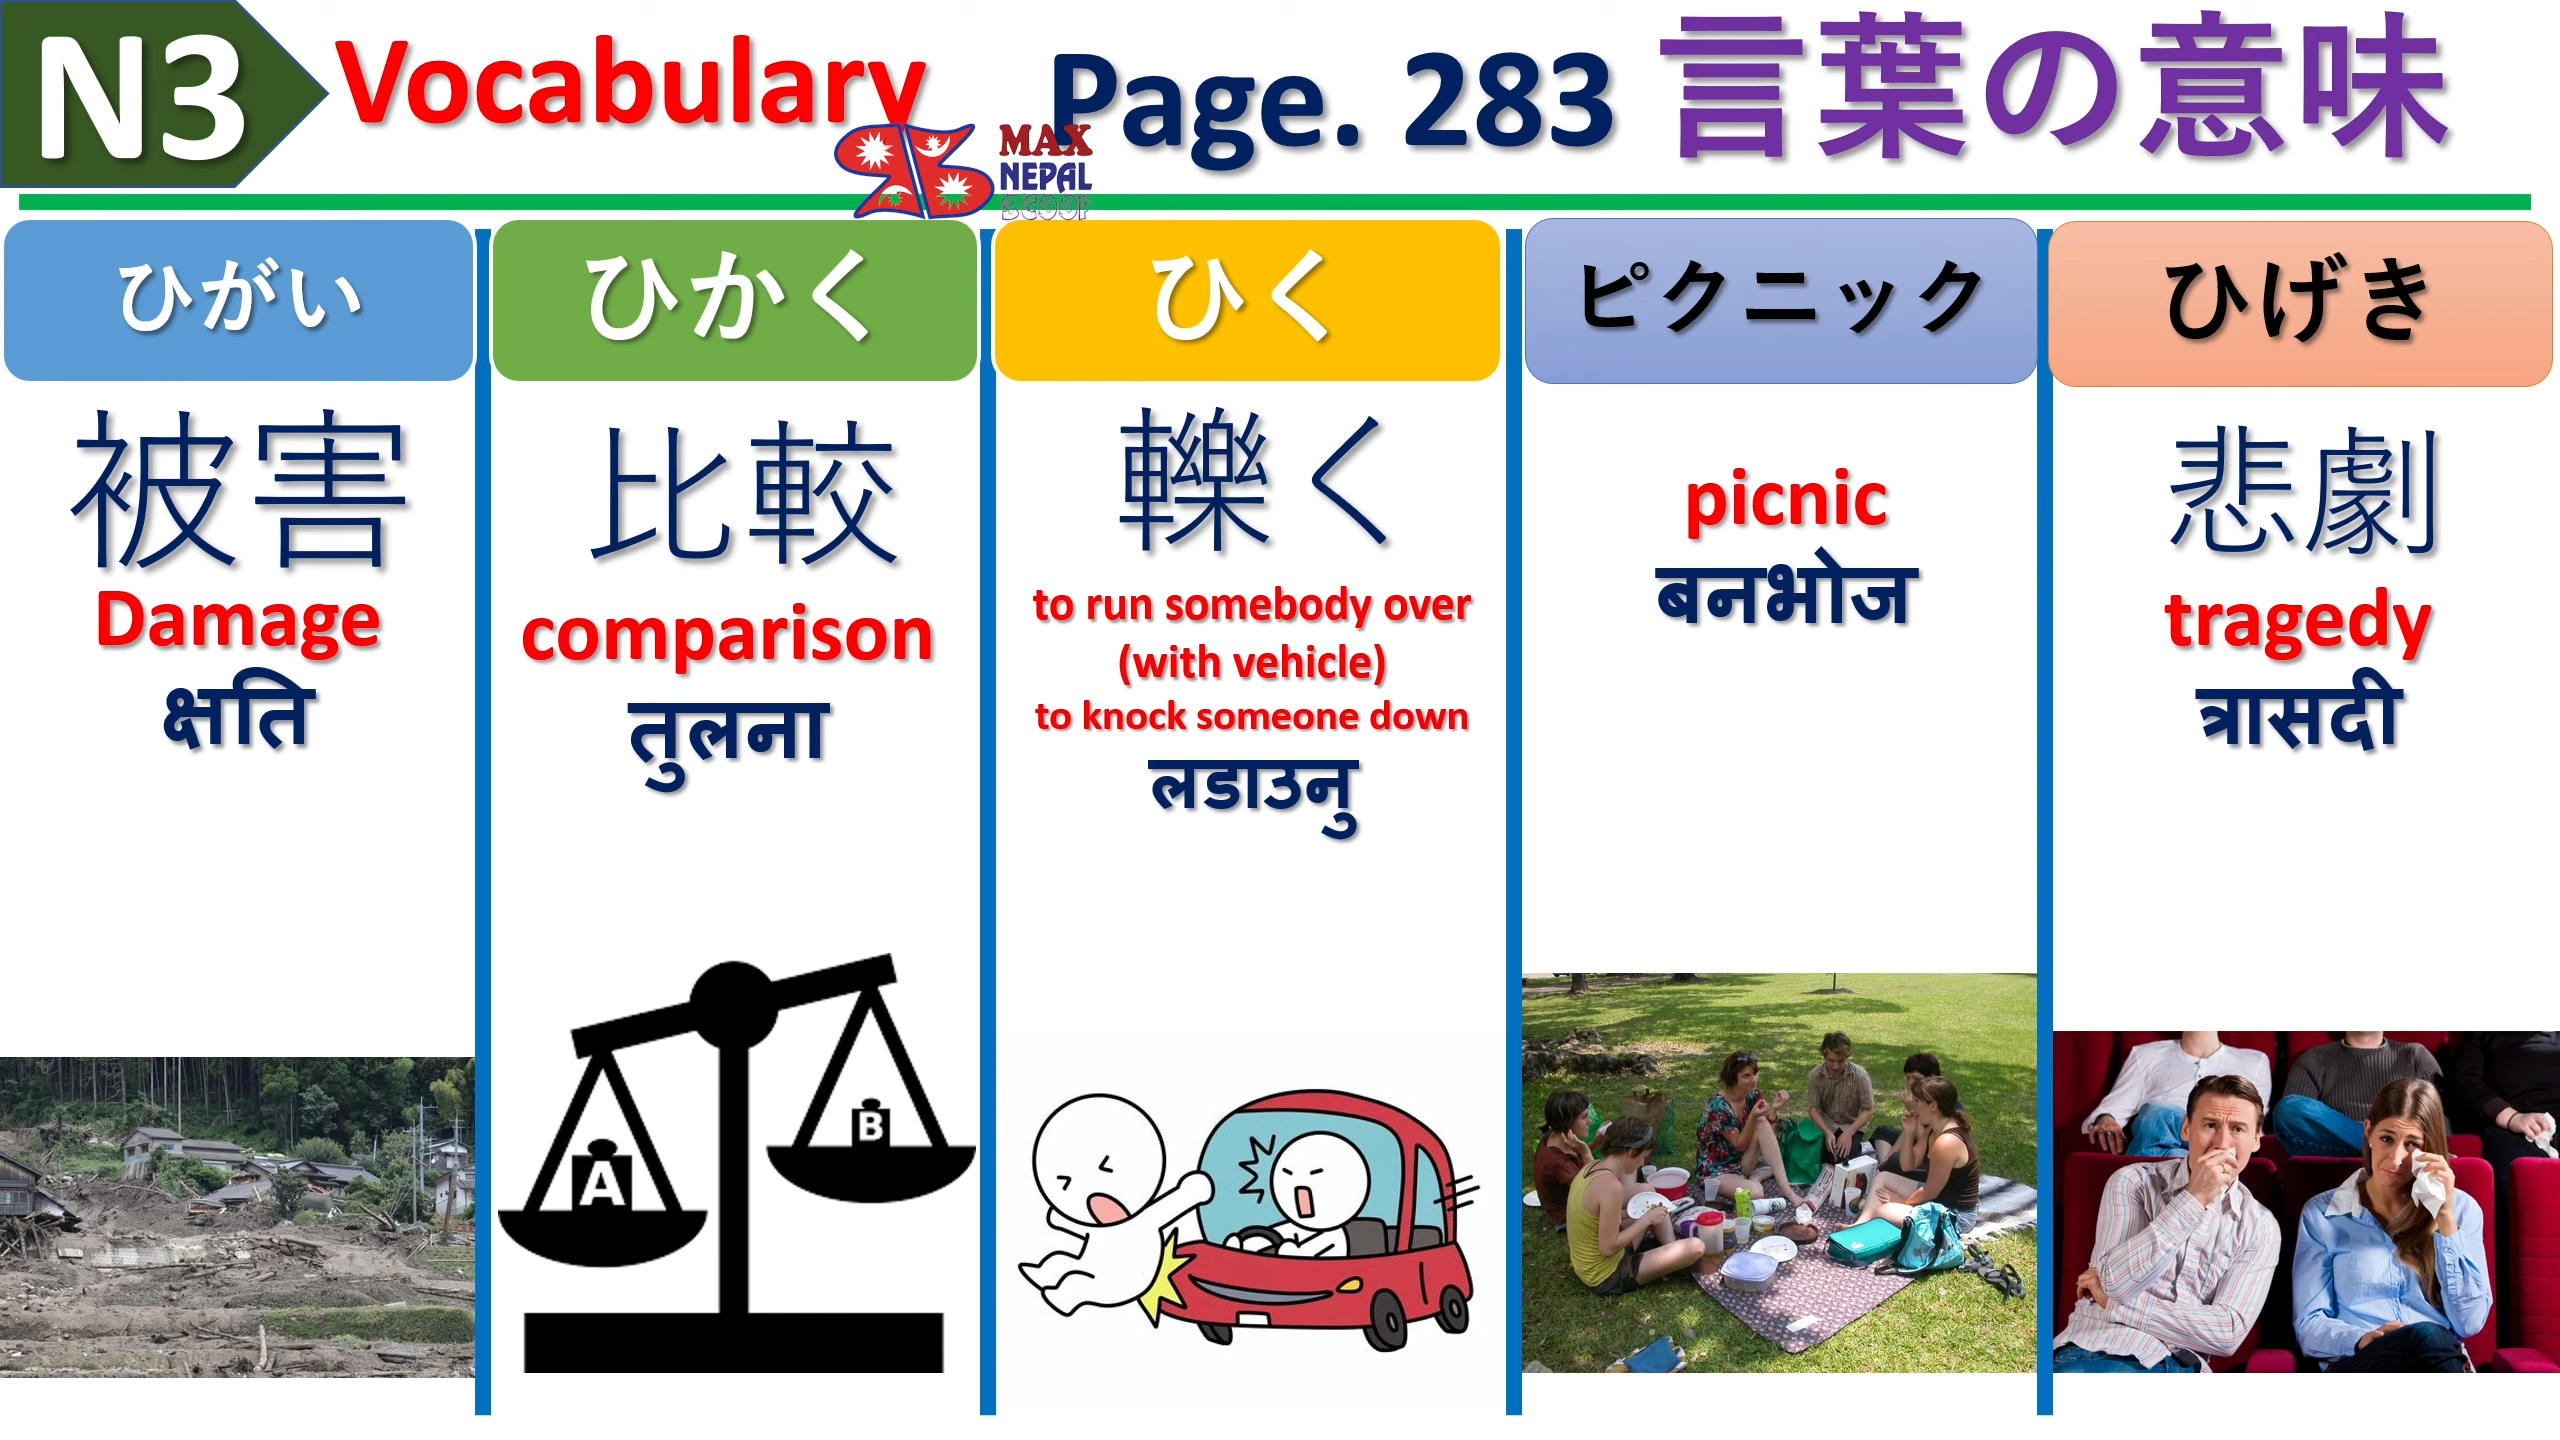 N3
Vocabulary
Page. 283
言葉の意味
MAX
NEPAL
SCOOP
ひがい
被害
Damage
क्षति
ひかく
比較
comparison
तुलना
A
B
ひく
轢く
to run somebody over
(with vehicle)
to knock someone down
लडाउनु
ピクニック
picnic
बनभोज
ひげき
悲劇
tragedy
त्रासदी